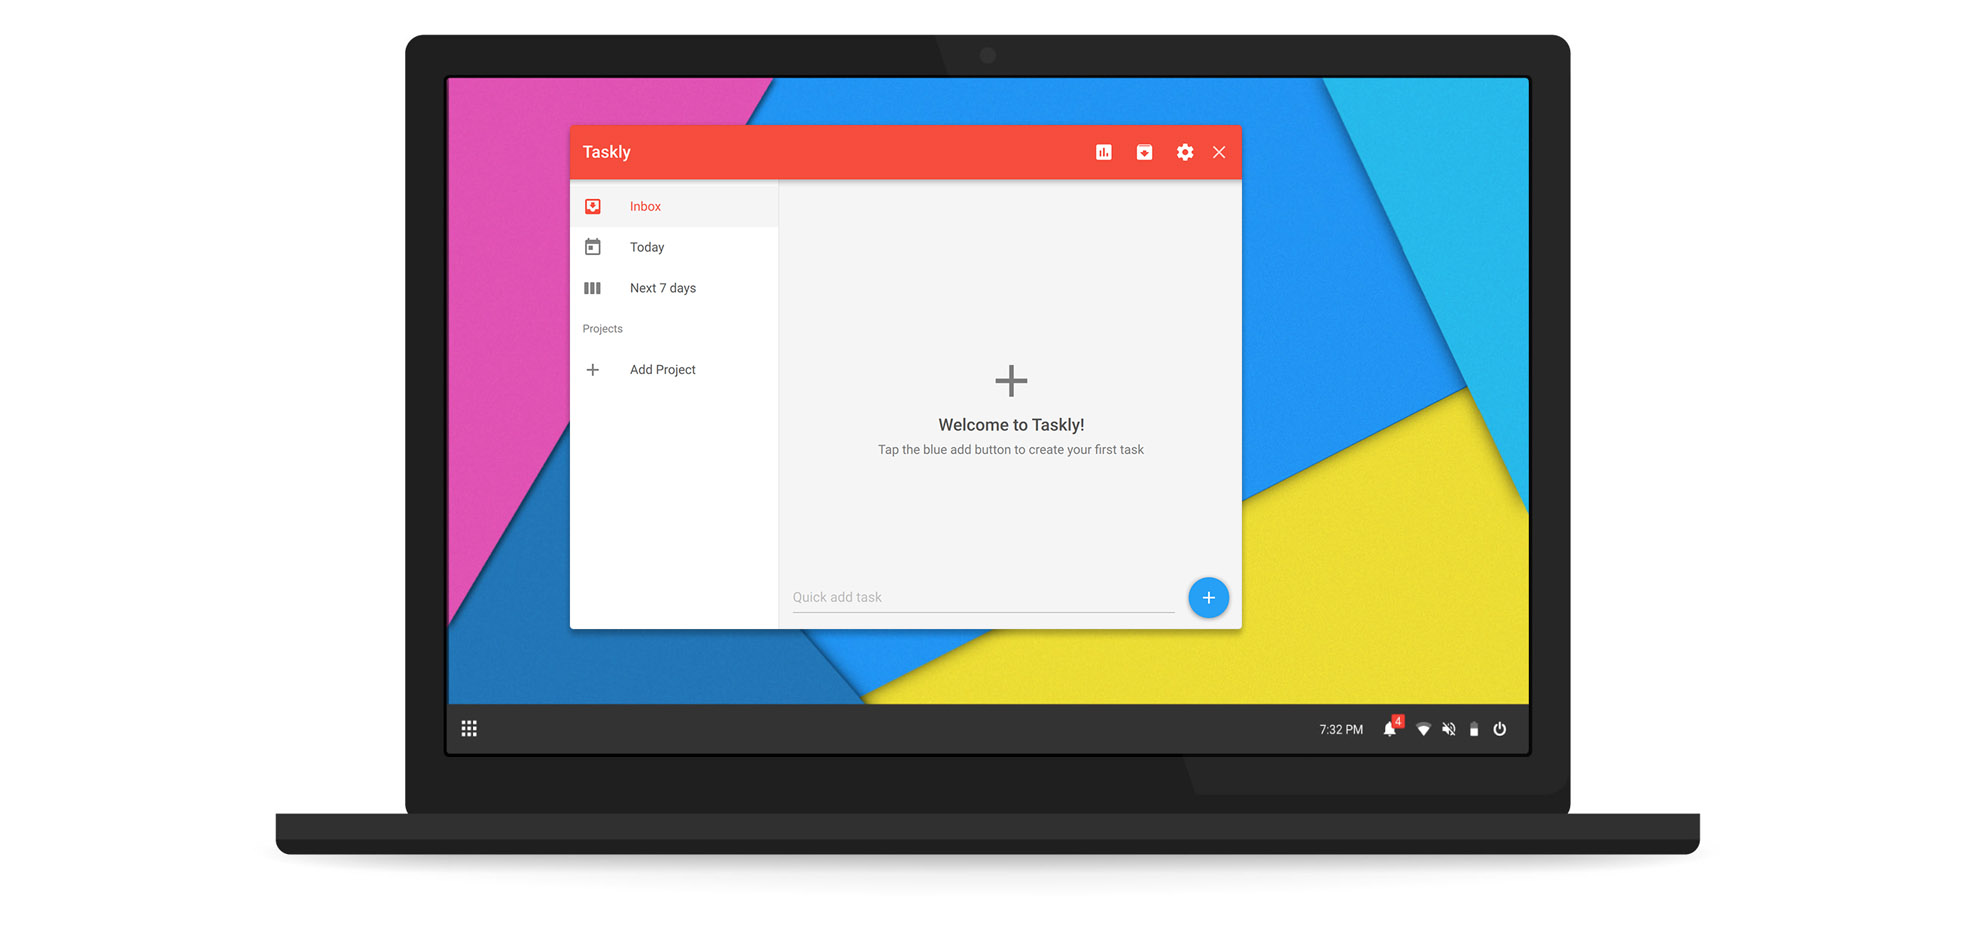 Taskly
Inbox
Today
Next 7 days
Projects
Add Project
Welcome to Taskly!
Tap the blue add button to create your first task
Quick add task
7:32 PM
4